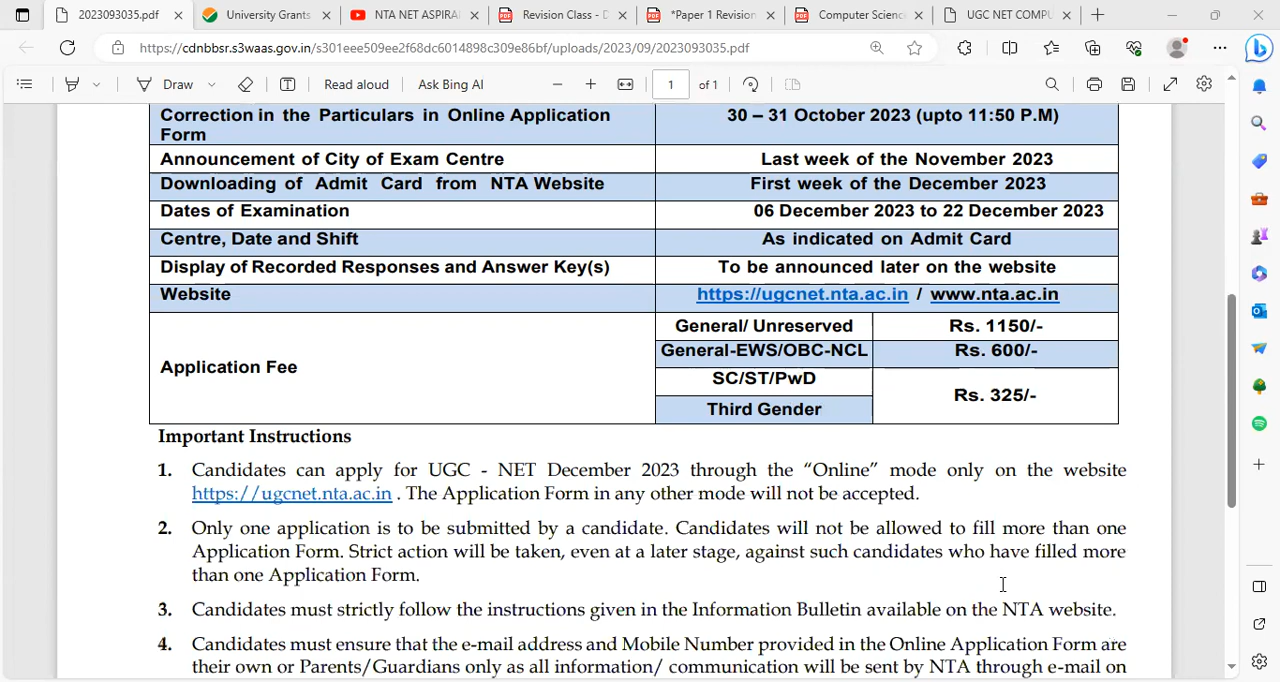 2023093035.pdf
University Grants
NTA NET ASPIRA
Revision Class - D
*Paper 1 Revision
Computer Science
UGC NET COMPU
https://cdnbbsr.s3waas.gov.in/s301eee509ee2f68dc6014898c309e86bf/uploads/2023/09/2023093035.pdf
Draw
Read aloud
Ask Bing AI
1 of 1
Correction in the Particulars in Online Application Form
30 – 31 October 2023 (upto 11:50 P.M)
Announcement of City of Exam Centre
Last week of the November 2023
Downloading of Admit Card from NTA Website
First week of the December 2023
Dates of Examination
06 December 2023 to 22 December 2023
Centre, Date and Shift
As indicated on Admit Card
Display of Recorded Responses and Answer Key(s)
To be announced later on the website
Website
https://ugcnet.nta.ac.in / www.nta.ac.in
Application Fee
General/ Unreserved
Rs. 1150/-
General-EWS/OBC-NCL
Rs. 600/-
SC/ST/PwD
Third Gender
Rs. 325/-
Important Instructions
1. Candidates can apply for UGC - NET December 2023 through the “Online” mode only on the website
https://ugcnet.nta.ac.in . The Application Form in any other mode will not be accepted.
2. Only one application is to be submitted by a candidate. Candidates will not be allowed to fill more than one
Application Form. Strict action will be taken, even at a later stage, against such candidates who have filled more
than one Application Form.
3. Candidates must strictly follow the instructions given in the Information Bulletin available on the NTA website.
4. Candidates must ensure that the e-mail address and Mobile Number provided in the Online Application Form are
their own or Parents/Guardians only as all information/ communication will be sent by NTA through e-mail on